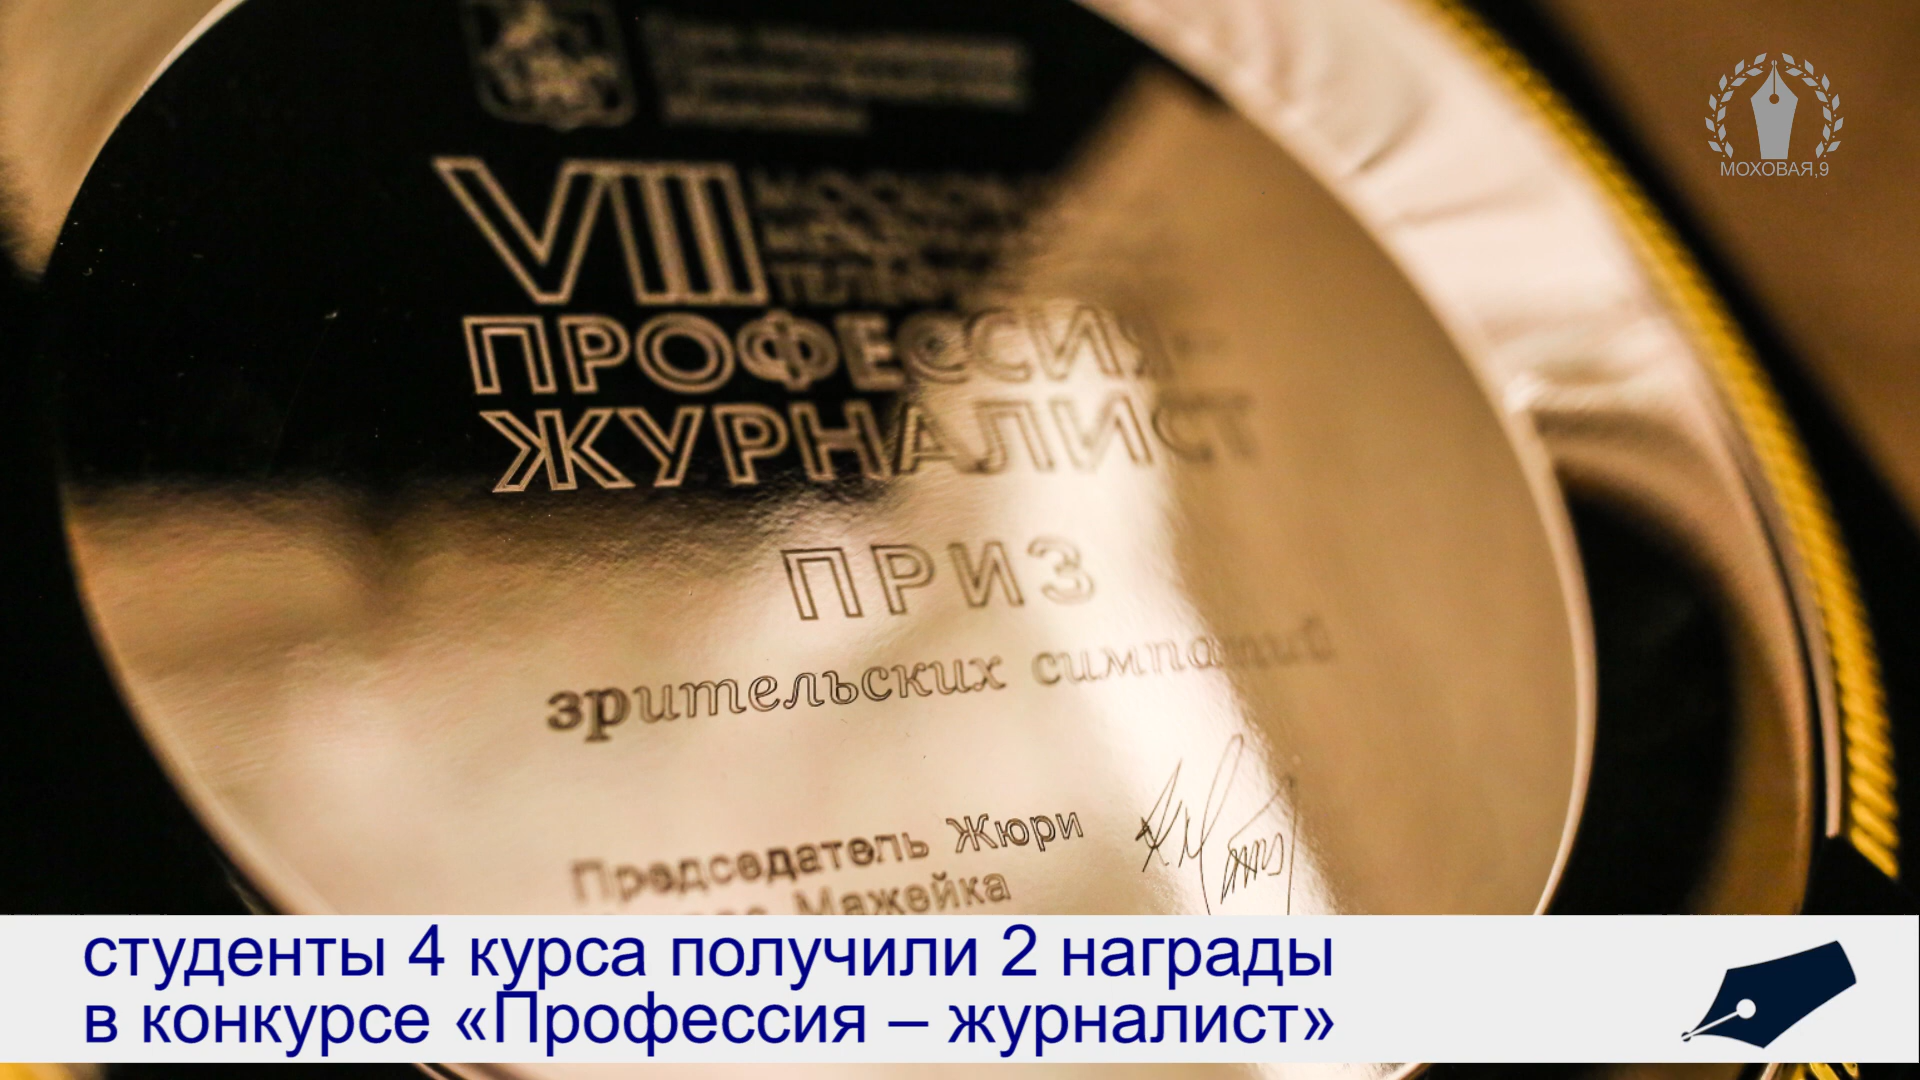 МОХОВАЯ,9
VIII
ПРОФЕССИЯ
ЖУРНАЛИСТ
ПРИЗ
зрительских симпатий
Председатель Жюри
Мажейка
студенты 4 курса получили 2 награды
в конкурсе «Профессия – журналист»